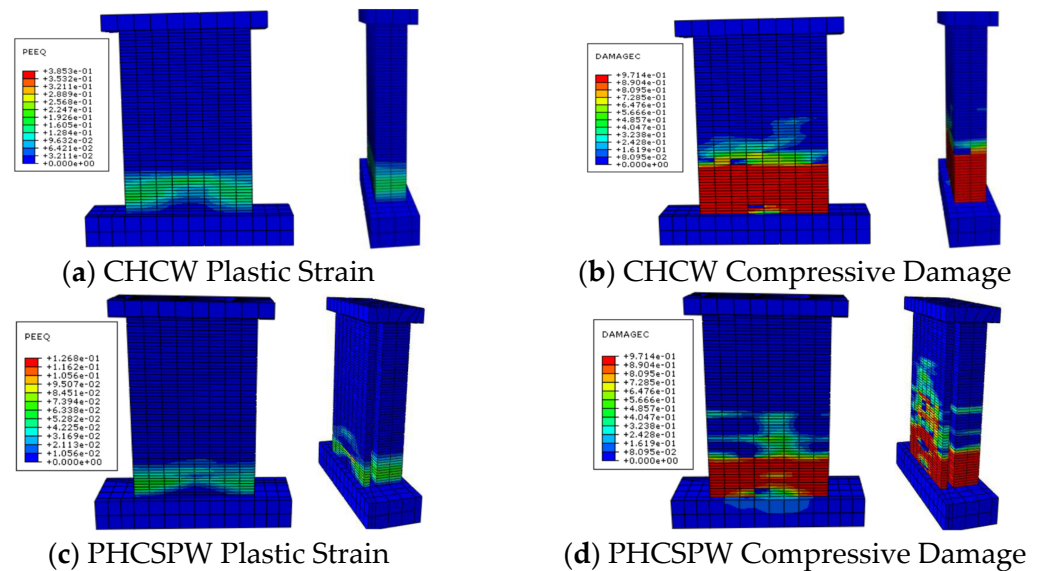 PEEQ
+3.853e-01
+3.532e-01
+3.211e-01
+2.889e-01
+2.568e-01
+2.247e-01
+1.926e-01
+1.605e-01
+1.284e-01
+9.632e-02
+6.421e-02
+3.211e-02
+0.000e+00
DAMAGEC
+9.714e-01
+8.904e-01
+8.095e-01
+7.285e-01
+6.476e-01
+5.666e-01
+4.857e-01
+4.047e-01
+3.238e-01
+2.428e-01
+1.619e-01
+8.095e-02
+0.000e+00
(a) CHCW Plastic Strain
(b) CHCW Compressive Damage
PEEQ
+1.268e-01
+1.162e-01
+1.056e-01
+9.507e-02
+8.451e-02
+7.394e-02
+6.338e-02
+5.282e-02
+4.225e-02
+3.169e-02
+2.113e-02
+1.056e-02
+0.000e+00
DAMAGEC
+9.714e-01
+8.904e-01
+8.095e-01
+7.285e-01
+6.476e-01
+5.666e-01
+4.857e-01
+4.047e-01
+3.238e-01
+2.428e-01
+1.619e-01
+8.095e-02
+0.000e+00
(c) PHCSPW Plastic Strain
(d) PHCSPW Compressive Damage